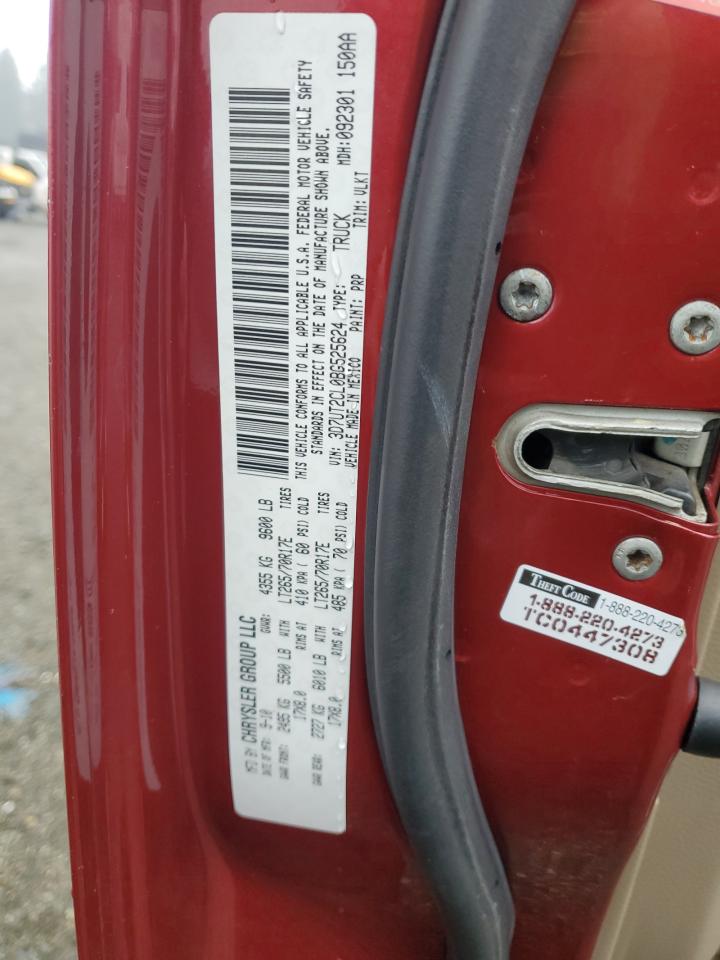 MFD BY CHRYSLER GROUP LLC
DATE OF MFR: 9-10 GVWR: 4355 KG 9600 LB
GAWR FRONT: 2495 KG 5500 LB WITH LT265/70R17E TIRES
17X8.0 RIMS AT 410 KPA ( 60 PSI) COLD
GAWR REAR: 2727 KG 6010 LB WITH LT265/70R17E TIRES
17X8.0 RIMS AT 485 KPA ( 70 PSI) COLD
THIS VEHICLE CONFORMS TO ALL APPLICABLE U.S.A. FEDERAL MOTOR VEHICLE SAFETY
STANDARDS IN EFFECT ON THE DATE OF MANUFACTURE SHOWN ABOVE.
VIN: 3D7UT2CL0BG525624 TYPE: TRUCK MDH:092301 150AA
VEHICLE MADE IN MEXICO PAINT: PRP TRIM: VLKT
THEFT CODE 1-888-220-4273
1-888-220-4273
TC0447308